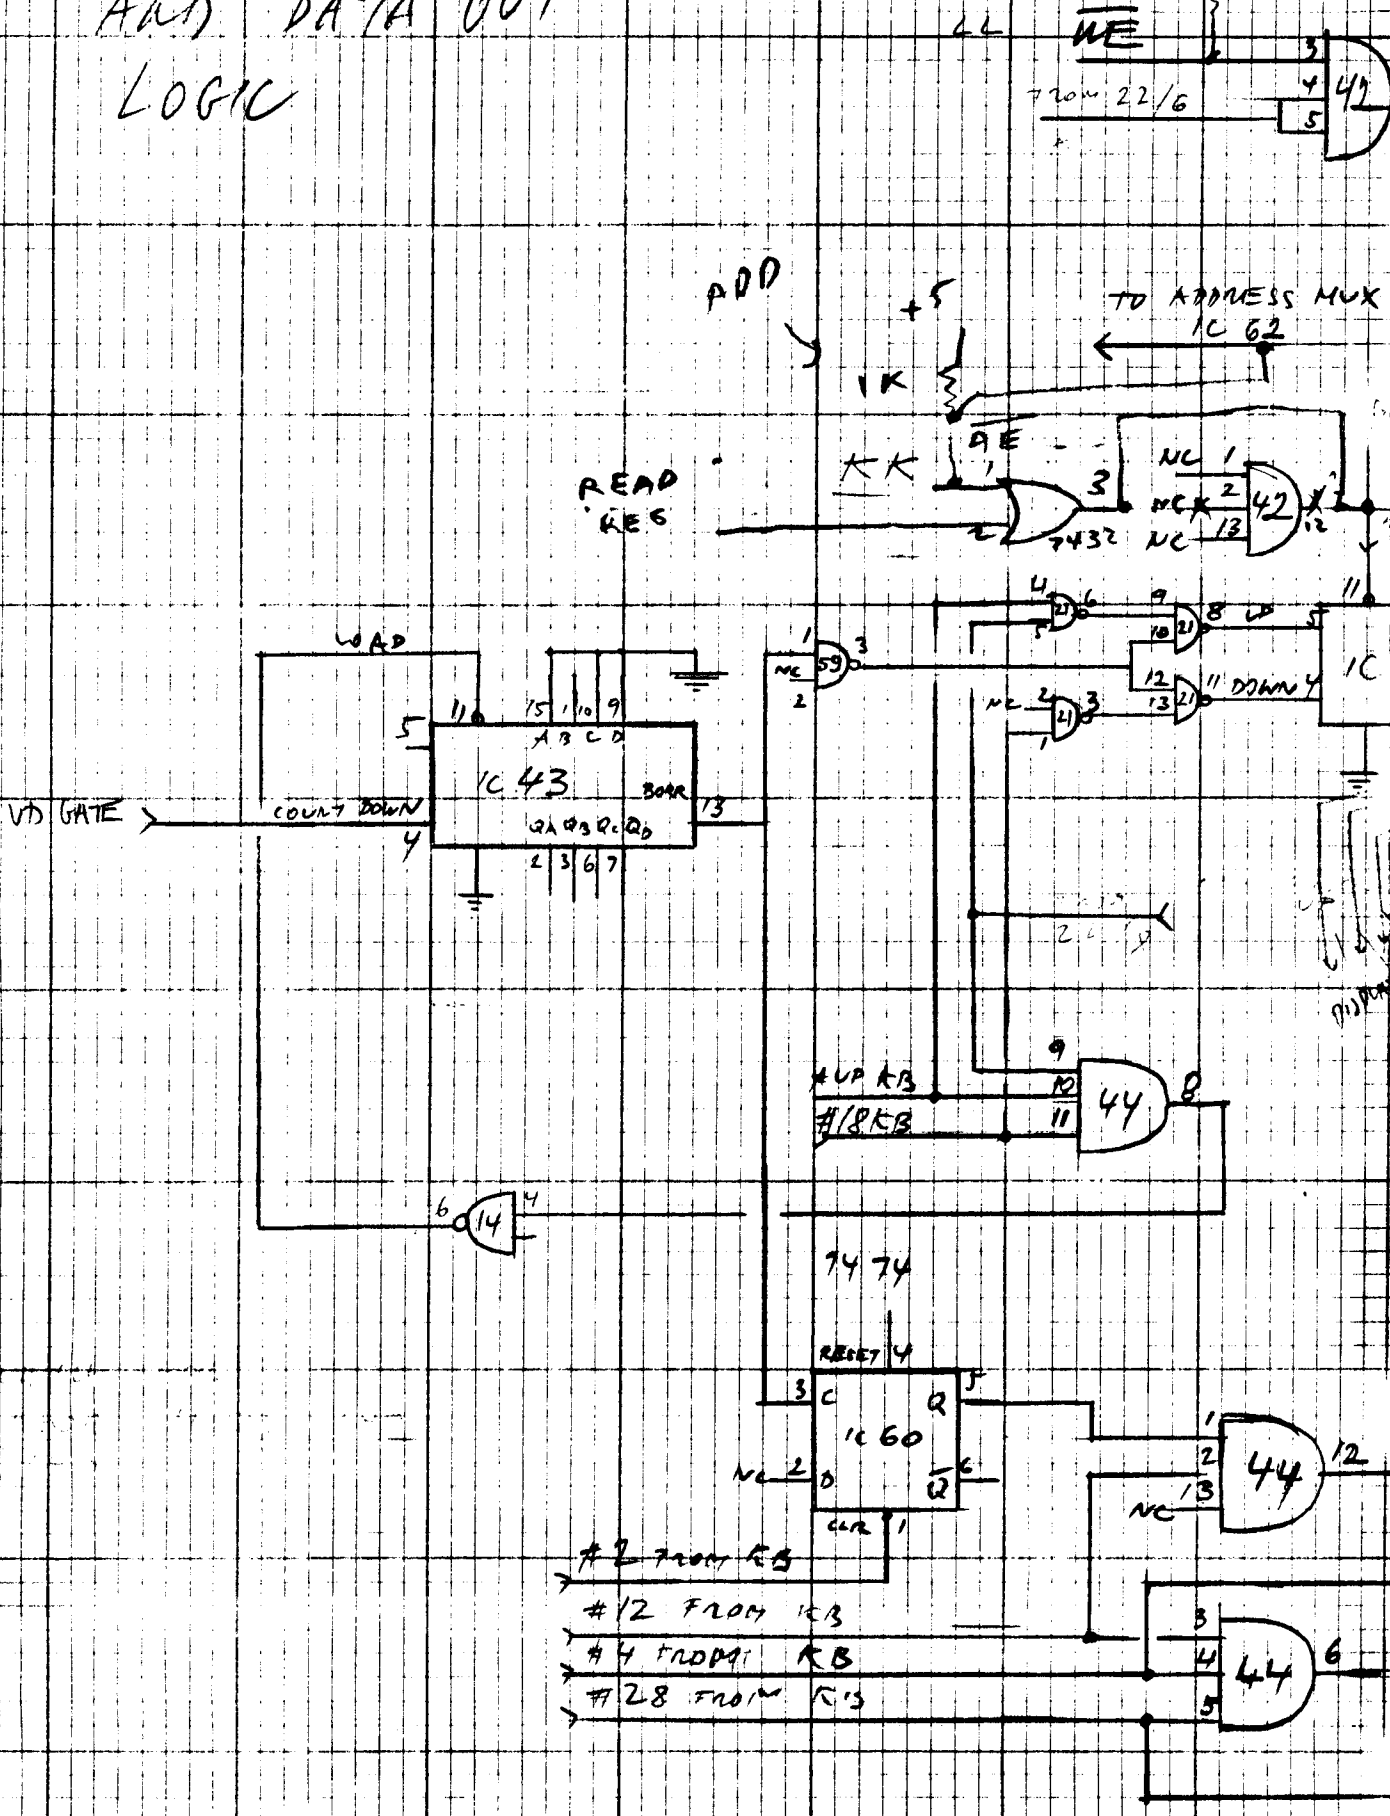 AND DATA OUT
LOGIC
WE
3
FROM 22/6
4
5
42
ADD
+5
TO ADDRESS MUX
IC 62
1K
AE
KK
1
3
READ
RES
2
7432
NC 1
NC X 2
NC 13
42
12
11
4
5
21
6
9
10
21
8 UP
5
IC
1
NC
2
59
3
NC 2
1
21
3
12
13
21
11 DOWN 4
LOAD
11
15 1 10 9
A B C D
5
IC 43
BORR
13
UD GATE
COUNT DOWN
4
QA QB QC QD
2 3 6 7
9
#UP KB
10
#18KB
11
44
8
6
14
4
7474
RESET 4
3 C
Q 5
IC 60
NC 2 D
Q 6
CLR 1
1
2
NC 13
44
12
#2 FROM KB
#12 FROM KB
#4 FROM KB
#28 FROM KB
3
4
5
44
6